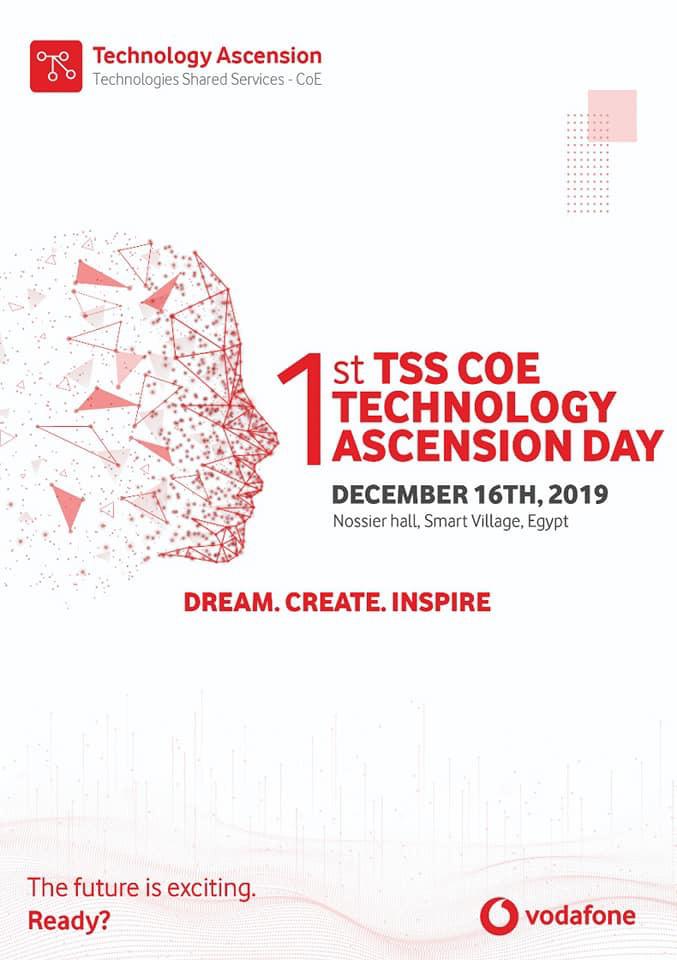 Technology Ascension
Technologies Shared Services - CoE
1st TSS COE
TECHNOLOGY
ASCENSION DAY
DECEMBER 16TH, 2019
Nossier hall, Smart Village, Egypt
DREAM. CREATE. INSPIRE
The future is exciting.
Ready?
vodafone